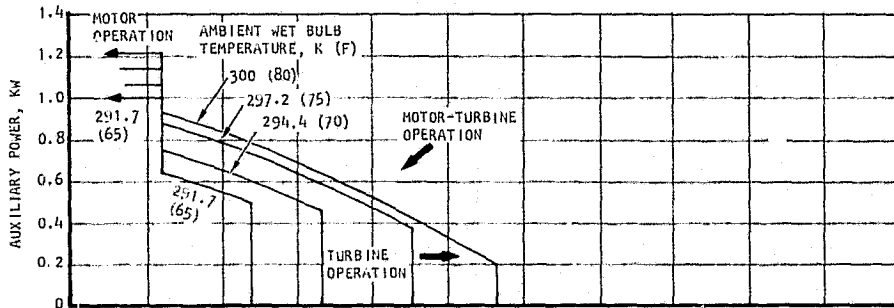 MOTOR
OPERATION
AMBIENT WET BULB
TEMPERATURE, K (F)
300 (80)
297.2 (75)
294.4 (70)
291.7
(65)
291.7
(65)
MOTOR-TURBINE
OPERATION
TURBINE
OPERATION
AUXILIARY POWER, KW
1.4
1.2
1.0
0.8
0.6
0.4
0.2
0